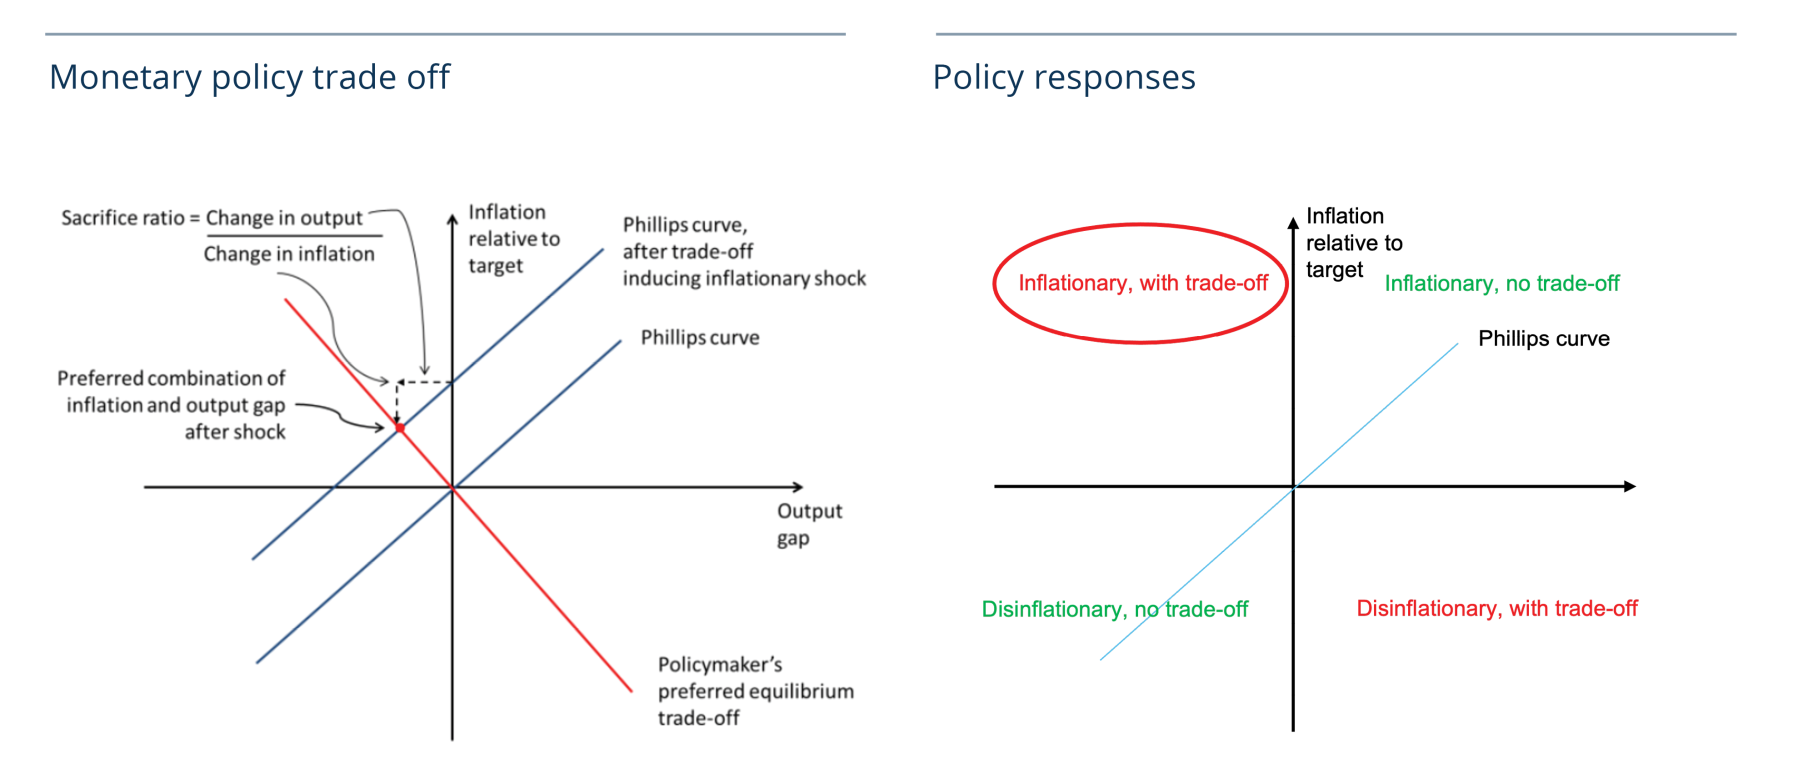 Monetary policy trade off
Sacrifice ratio = Change in output
Change in inflation
Inflation
relative to
target
Phillips curve,
after trade-off
inducing inflationary shock
Phillips curve
Preferred combination of
inflation and output gap
after shock
Output
gap
Policymaker's
preferred equilibrium
trade-off
Policy responses
Inflation
relative to
target
Inflationary, with trade-off
Inflationary, no trade-off
Phillips curve
Disinflationary, no trade-off
Disinflationary, with trade-off